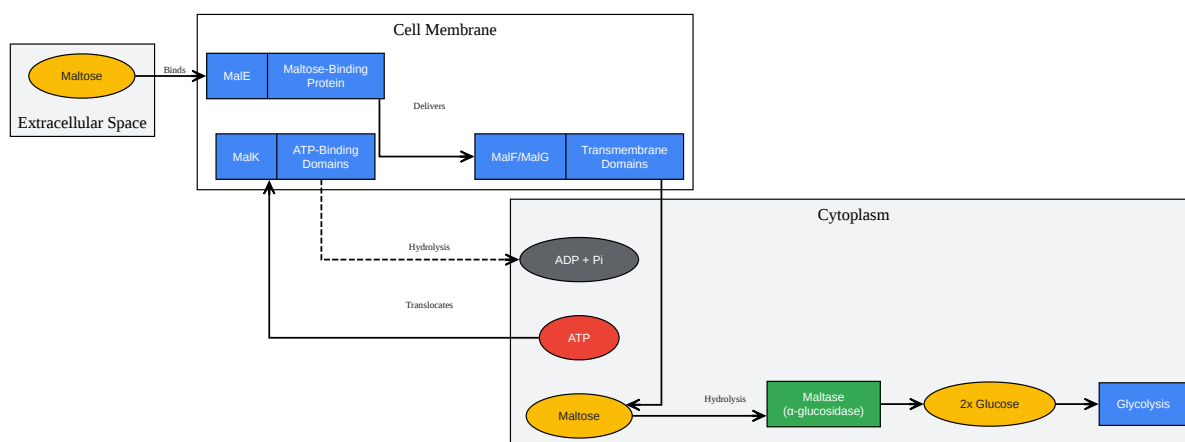 Cell Membrane
Maltose
Extracellular Space
Binds
MalE
Maltose-Binding
Protein
Delivers
MalK
ATP-Binding
Domains
MalF/MalG
Transmembrane
Domains
Cytoplasm
Hydrolysis
ADP + Pi
Translocates
ATP
Maltose
Hydrolysis
Maltase
(α-glucosidase)
2x Glucose
Glycolysis